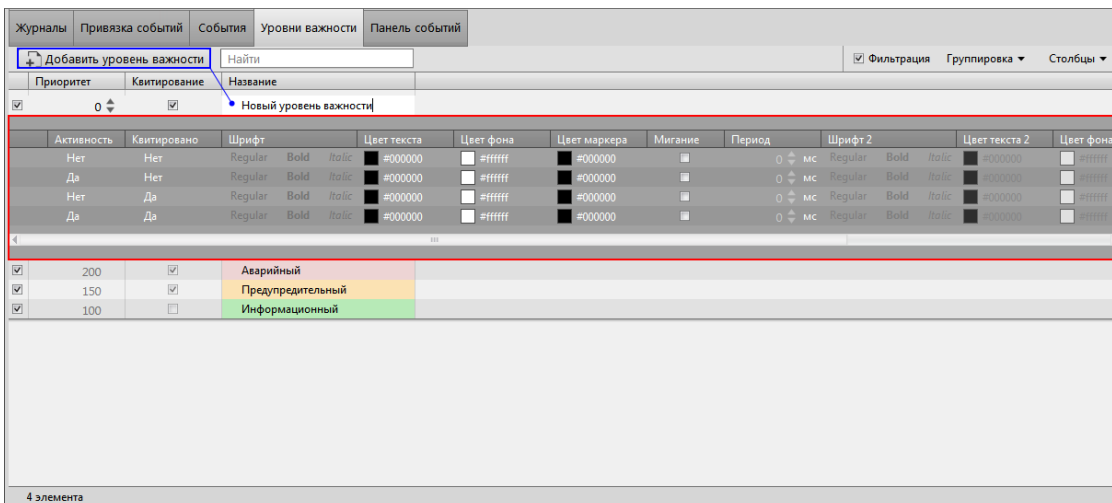 Журналы Привязка событий События Уровни важности Панель событий
Добавить уровень важности Найти Фильтрация Группировка Столбцы
Приоритет Квитирование Название
0 Новый уровень важности
Активность Квитировано Шрифт Цвет текста Цвет фона Цвет маркера Мигание Период Шрифт 2 Цвет текста 2 Цвет фона
Нет Нет Regular Bold Italic #000000 #ffffff #000000 0 мс Regular Bold Italic #000000 #ffffff
Да Нет Regular Bold Italic #000000 #ffffff #000000 0 мс Regular Bold Italic #000000 #ffffff
Нет Да Regular Bold Italic #000000 #ffffff #000000 0 мс Regular Bold Italic #000000 #ffffff
Да Да Regular Bold Italic #000000 #ffffff #000000 0 мс Regular Bold Italic #000000 #ffffff
200 Аварийный
150 Предупредительный
100 Информационный
4 элемента